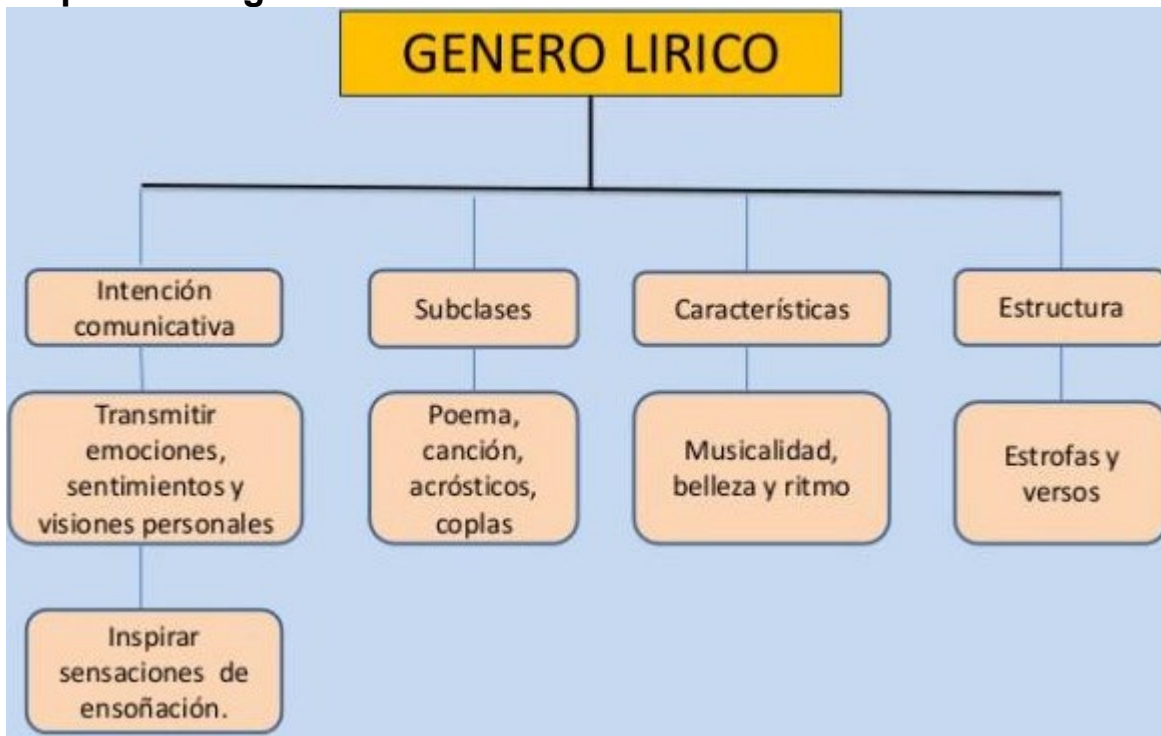 GENERO LIRICO
Intención
comunicativa
Subclases
Características
Estructura
Transmitir
emociones,
sentimientos y
visiones personales
Poema,
canción,
acrósticos,
coplas
Musicalidad,
belleza y ritmo
Estrofas y
versos
Inspirar
sensaciones de
ensoñación.